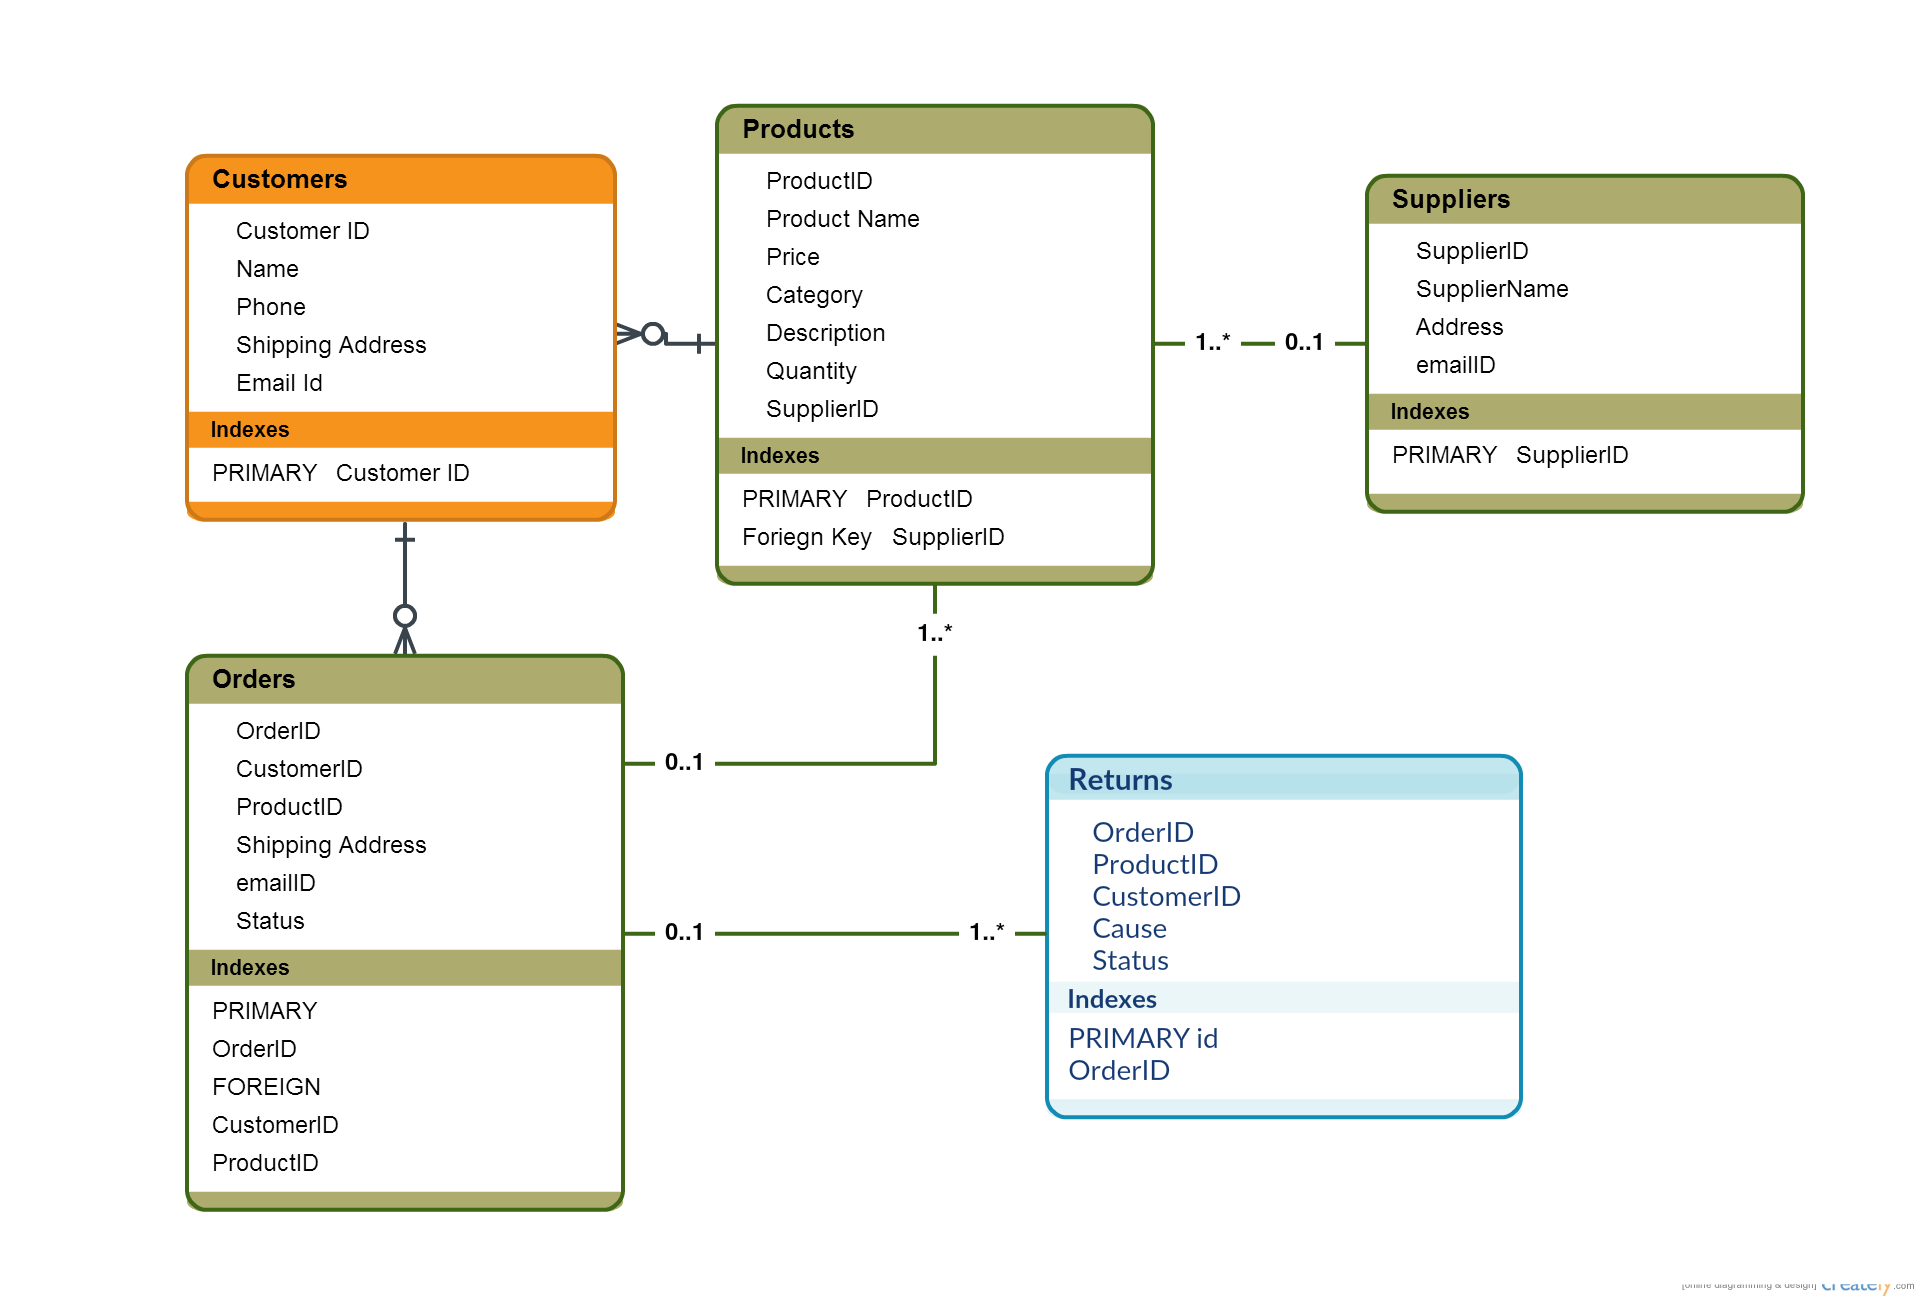 Customers
Customer ID
Name
Phone
Shipping Address
Email Id
Indexes
PRIMARY Customer ID
Products
ProductID
Product Name
Price
Category
Description
Quantity
SupplierID
Indexes
PRIMARY ProductID
Foriegn Key SupplierID
1..*
0..1
Suppliers
SupplierID
SupplierName
Address
emailID
Indexes
PRIMARY SupplierID
1..*
0..1
Orders
OrderID
CustomerID
ProductID
Shipping Address
emailID
Status
Indexes
PRIMARY
OrderID
FOREIGN
CustomerID
ProductID
0..1
1..*
Returns
OrderID
ProductID
CustomerID
Cause
Status
Indexes
PRIMARY id
OrderID
[online diagramming & design] creately.com